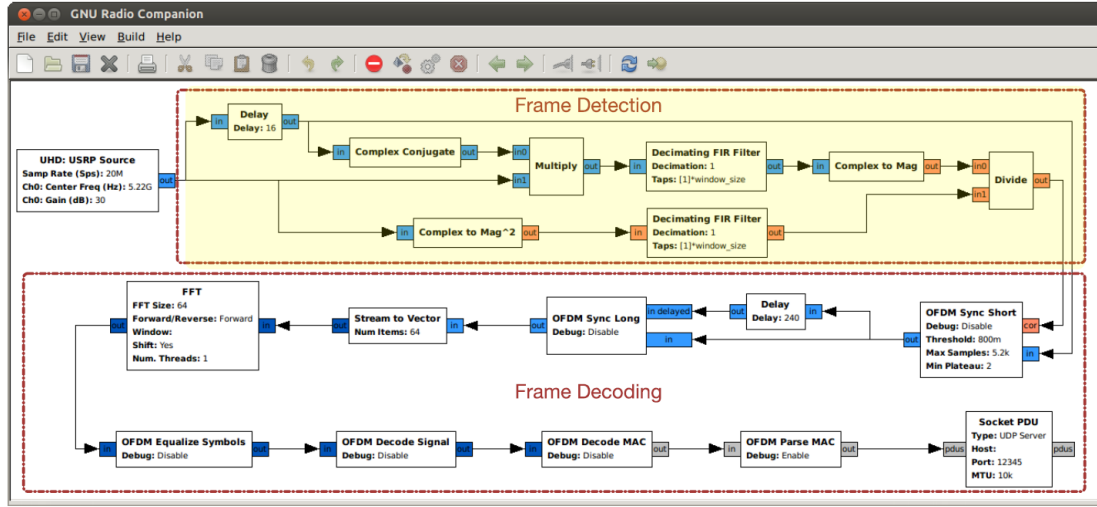 GNU Radio Companion
File Edit View Build Help
Frame Detection
Delay
Delay: 16
in
out
Complex Conjugate
in
out
Multiply
in0
in1
out
Decimating FIR Filter
Decimation: 1
Taps: [1]*window_size
in
out
Complex to Mag
in
out
Divide
in0
in1
out
UHD: USRP Source
Samp Rate (Sps): 20M
Ch0: Center Freq (Hz): 5.22G
Ch0: Gain (dB): 30
out
Complex to Mag^2
in
out
Decimating FIR Filter
Decimation: 1
Taps: [1]*window_size
in
out
FFT
FFT Size: 64
Forward/Reverse: Forward
Window:
Shift: Yes
Num. Threads: 1
out
in
Stream to Vector
Num Items: 64
out
in
OFDM Sync Long
Debug: Disable
out
in delayed
in
Delay
Delay: 240
out
in
OFDM Sync Short
Debug: Disable
Threshold: 800m
Max Samples: 5.2k
Min Plateau: 2
out
cor
in
Frame Decoding
OFDM Equalize Symbols
Debug: Disable
in
out
OFDM Decode Signal
Debug: Disable
in
out
OFDM Decode MAC
Debug: Disable
in
out
OFDM Parse MAC
Debug: Enable
in
out
Socket PDU
Type: UDP Server
Host:
Port: 12345
MTU: 10k
pdus
pdus